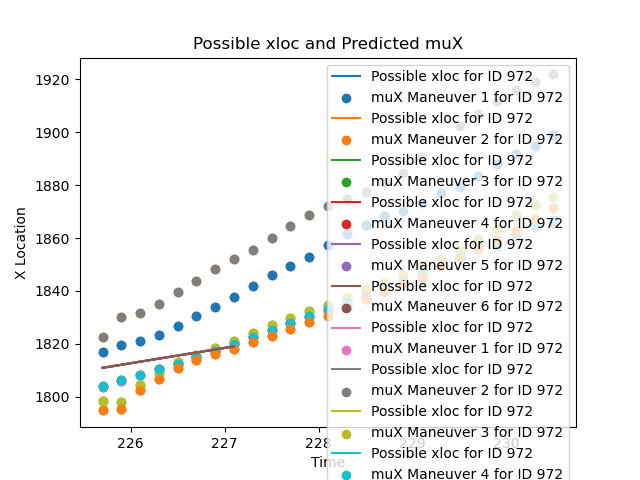 Possible xloc and Predicted muX
1920
1900
1880
1860
1840
1820
1800
X Location
226
227
228
229
230
Time
Possible xloc for ID 972
muX Maneuver 1 for ID 972
Possible xloc for ID 972
muX Maneuver 2 for ID 972
Possible xloc for ID 972
muX Maneuver 3 for ID 972
Possible xloc for ID 972
muX Maneuver 4 for ID 972
Possible xloc for ID 972
muX Maneuver 5 for ID 972
Possible xloc for ID 972
muX Maneuver 6 for ID 972
Possible xloc for ID 972
muX Maneuver 1 for ID 972
Possible xloc for ID 972
muX Maneuver 2 for ID 972
Possible xloc for ID 972
muX Maneuver 3 for ID 972
Possible xloc for ID 972
muX Maneuver 4 for ID 972